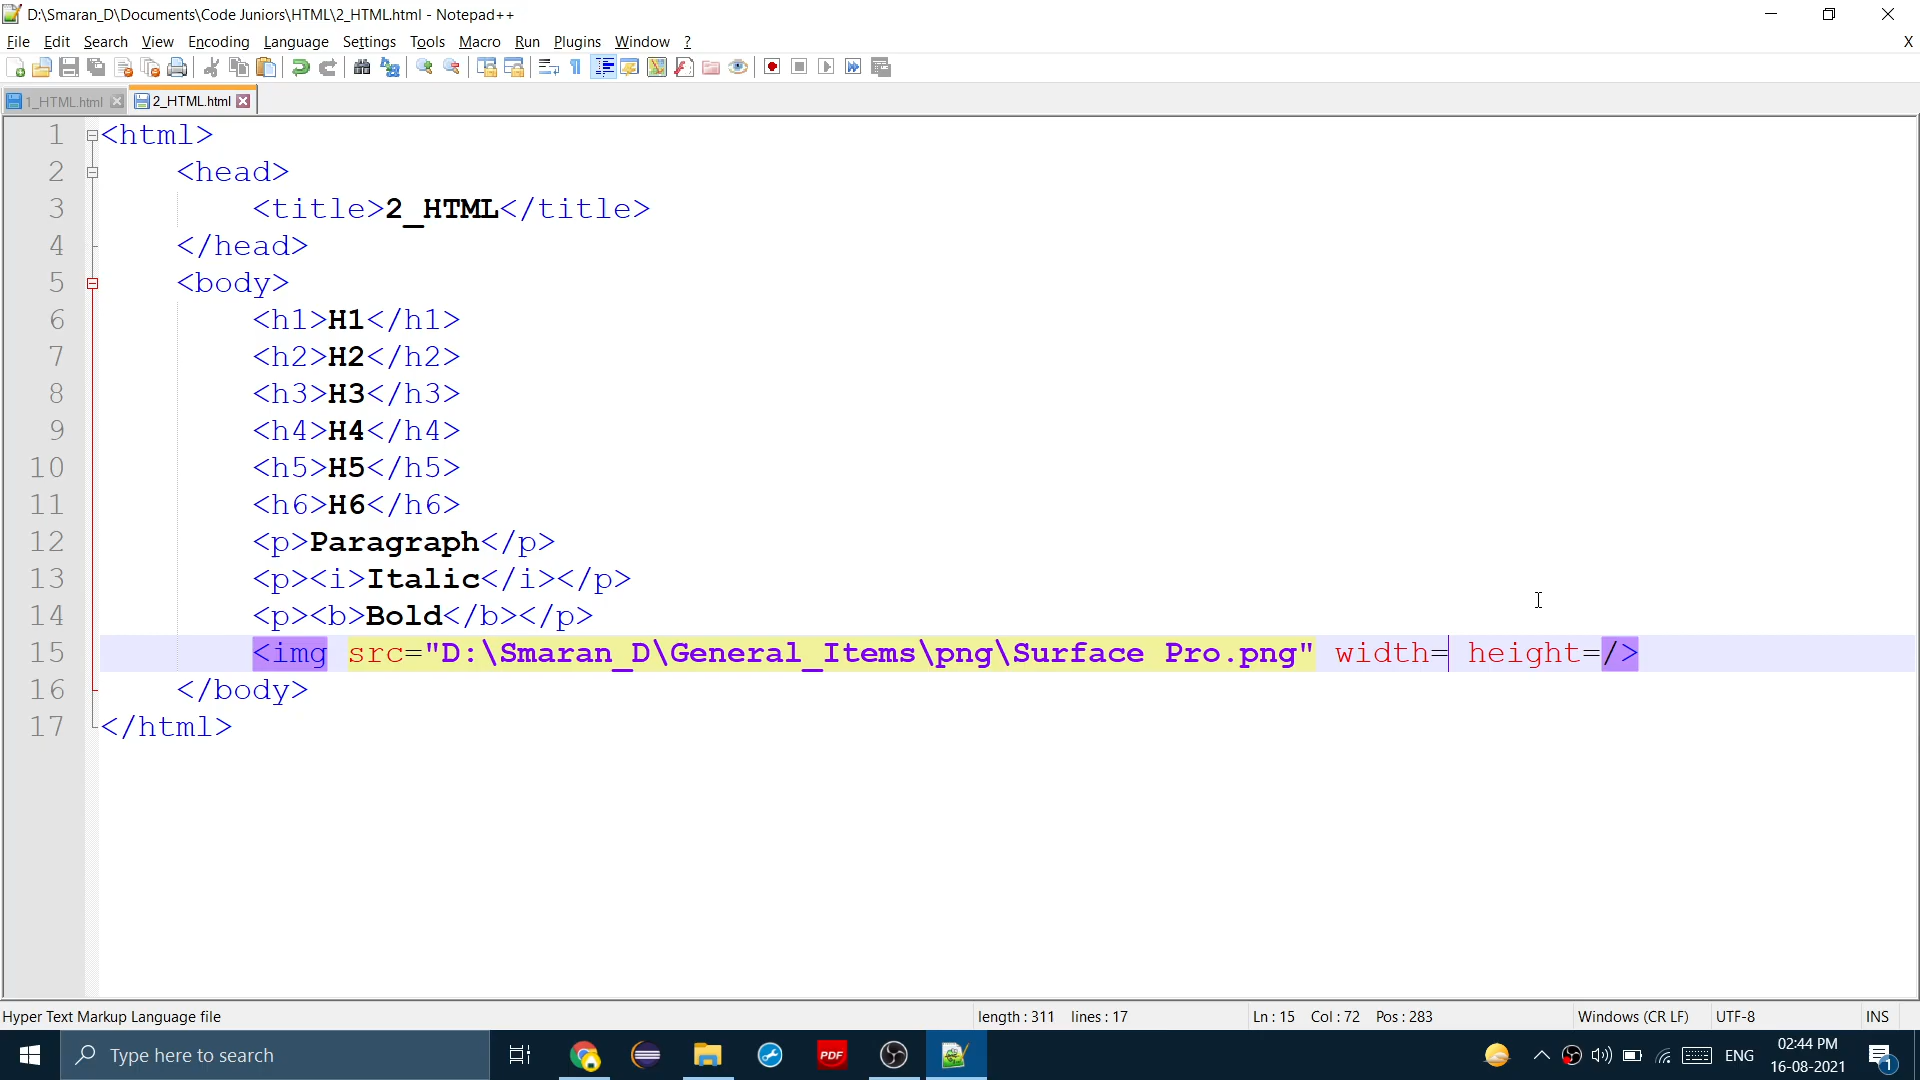 D:\Smaran_D\Documents\Code Juniors\HTML\2_HTML.html - Notepad++
File Edit Search View Encoding Language Settings Tools Macro Run Plugins Window ? X
1_HTML.html 2_HTML.html
1 <html>
2 <head>
3 <title>2_HTML</title>
4 </head>
5 <body>
6 <h1>H1</h1>
7 <h2>H2</h2>
8 <h3>H3</h3>
9 <h4>H4</h4>
10 <h5>H5</h5>
11 <h6>H6</h6>
12 <p>Paragraph</p>
13 <p><i>Italic</i></p>
14 <p><b>Bold</b></p>
15 <img src="D:\Smaran_D\General_Items\png\Surface Pro.png" width= height=/>
16 </body>
17 </html>
Hyper Text Markup Language file length : 311 lines : 17 Ln : 15 Col : 72 Pos : 283 Windows (CR LF) UTF-8 INS
Type here to search PDF ENG 02:44 PM
16-08-2021 1